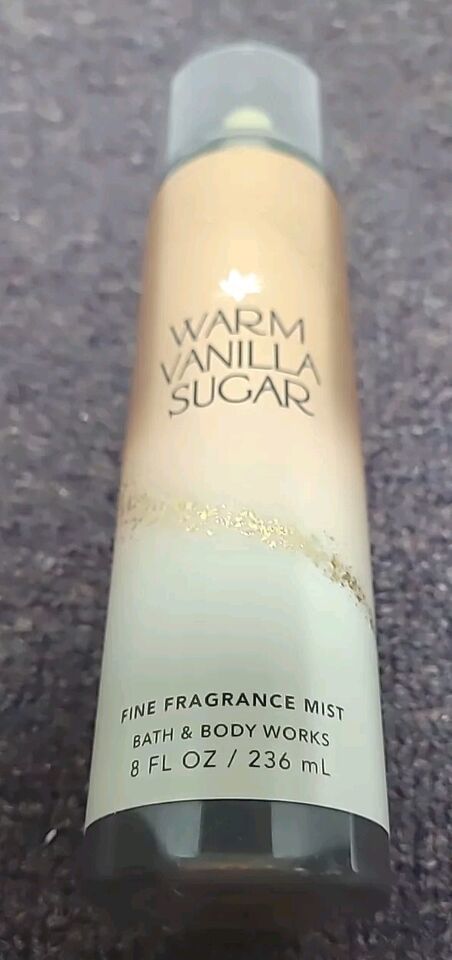 WARM
VANILLA
SUGAR
FINE FRAGRANCE MIST
BATH & BODY WORKS
8 FL OZ / 236 mL